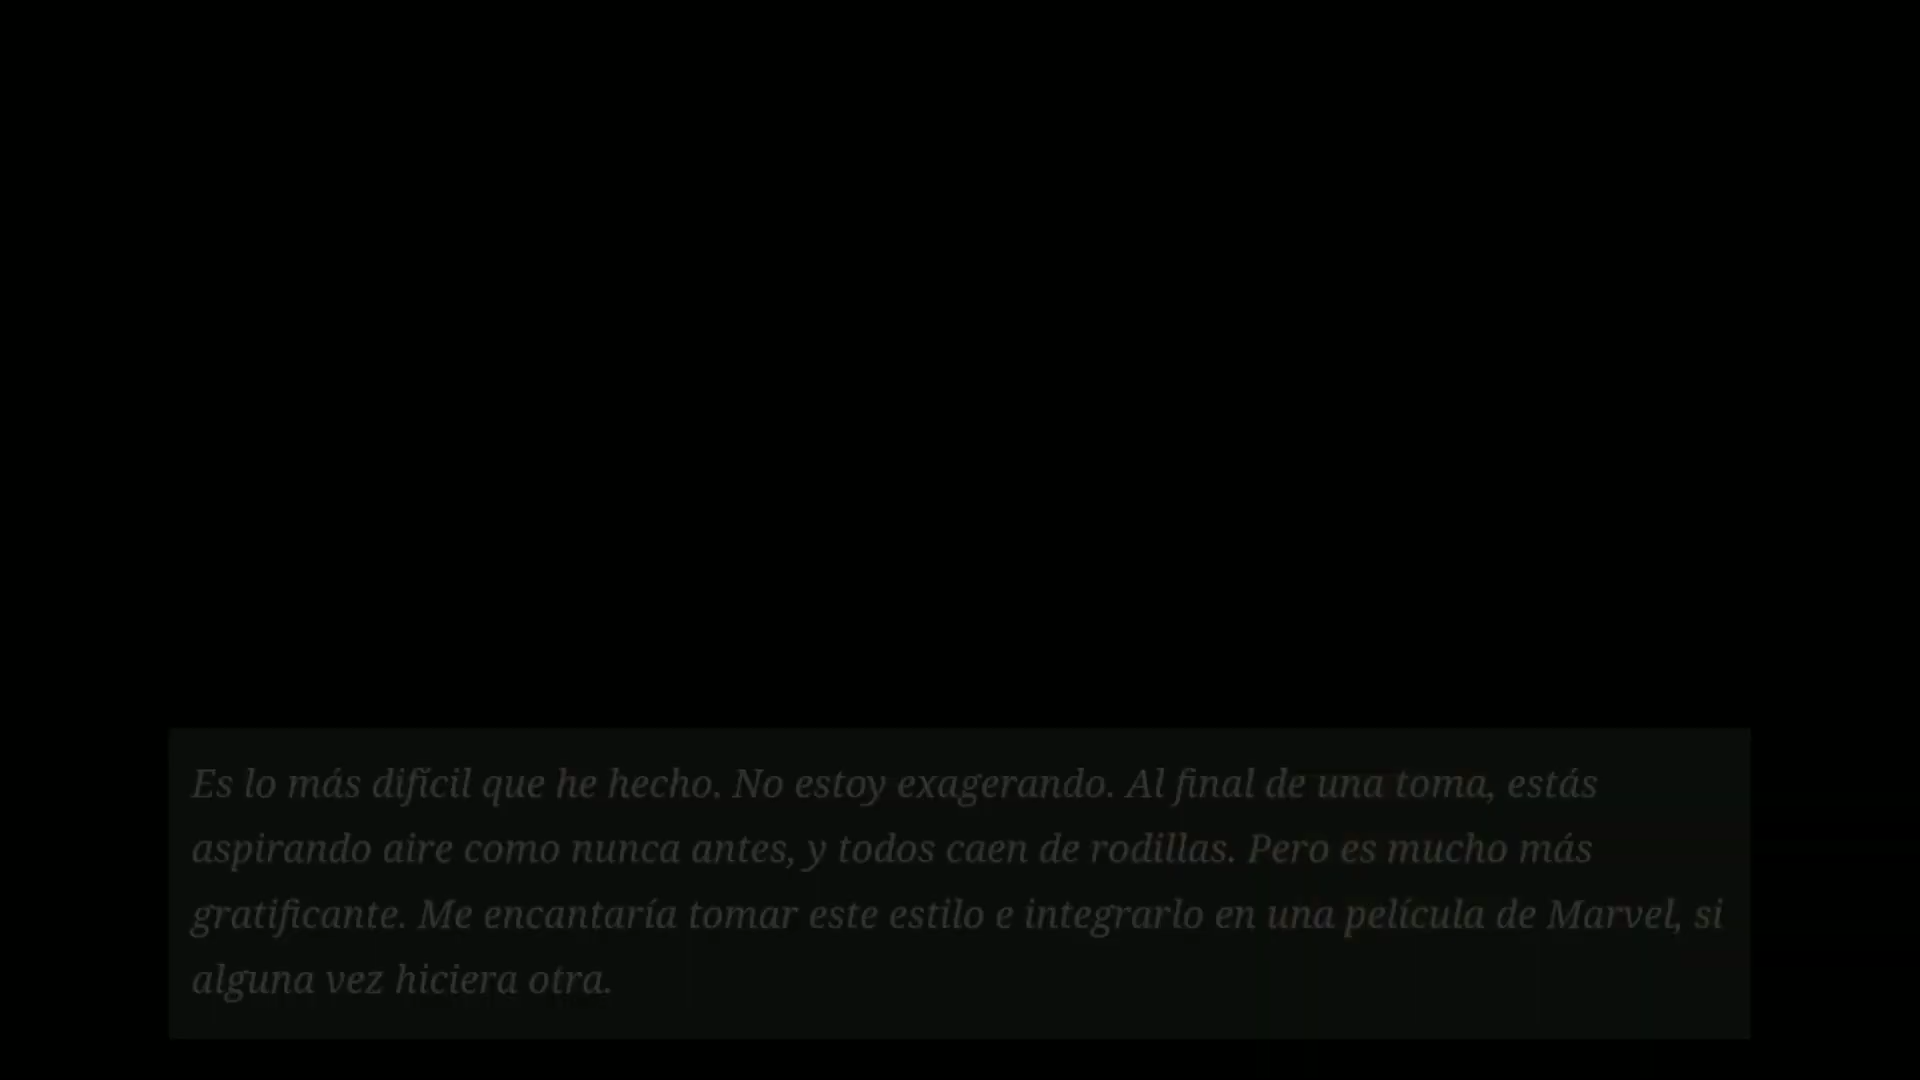 Es lo más difícil que he hecho. No estoy exagerando. Al final de una toma, estás
aspirando aire como nunca antes, y todos caen de rodillas. Pero es mucho más
gratificante. Me encantaría tomar este estilo e integrarlo en una película de Marvel, si
alguna vez hiciera otra.